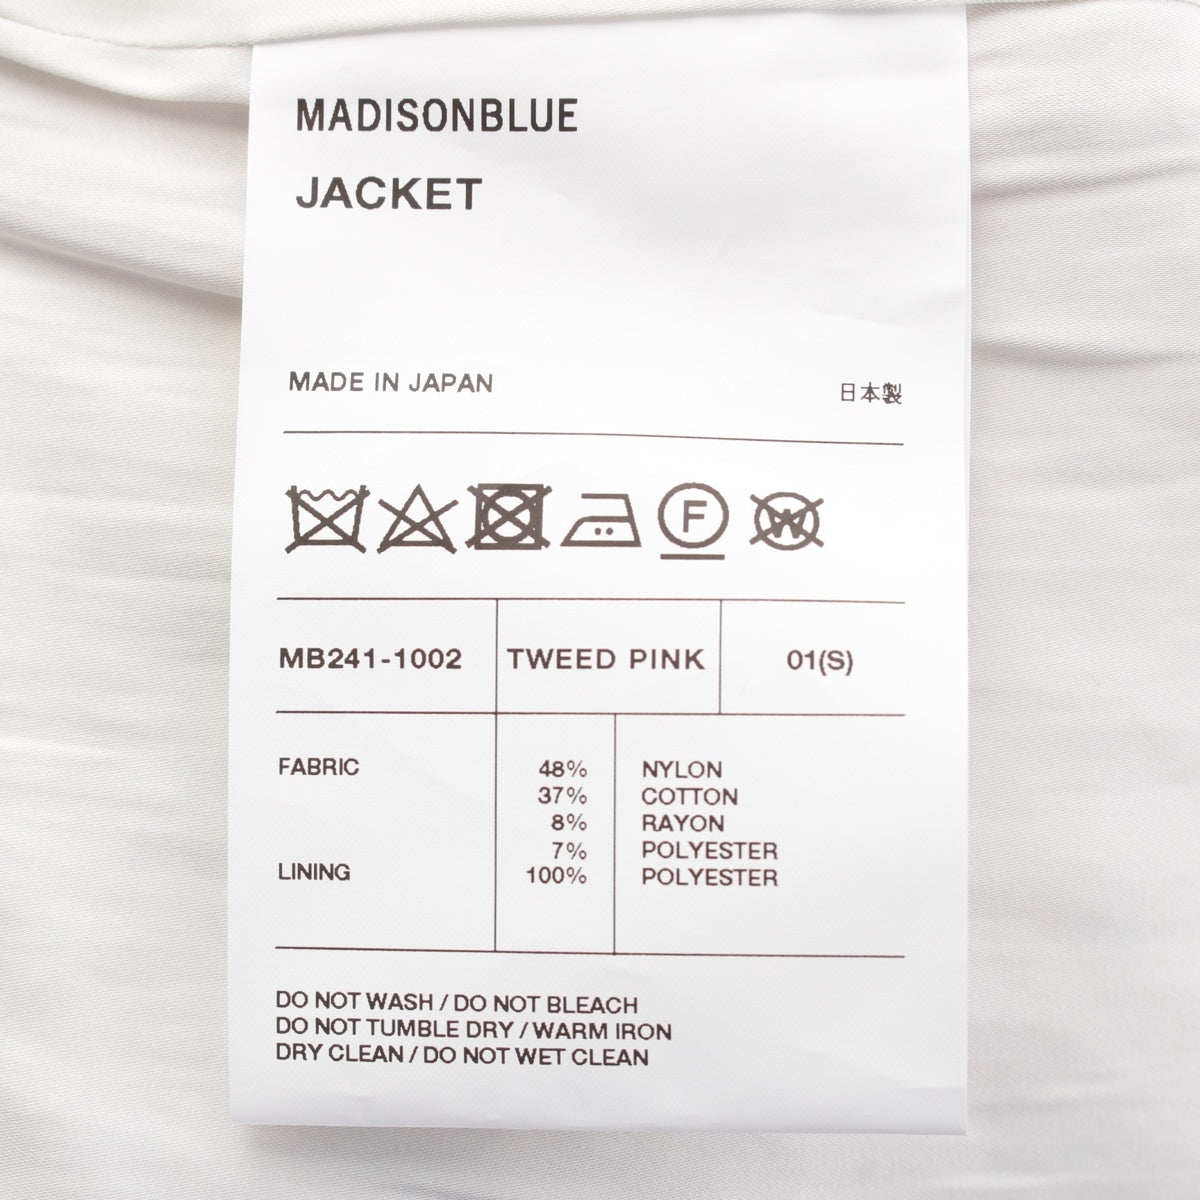 MADISONBLUE
JACKET
MADE IN JAPAN 日本製
F W
MB241-1002 TWEED PINK 01(S)
FABRIC 48% NYLON
37% COTTON
8% RAYON
7% POLYESTER
LINING 100% POLYESTER
DO NOT WASH / DO NOT BLEACH
DO NOT TUMBLE DRY / WARM IRON
DRY CLEAN / DO NOT WET CLEAN